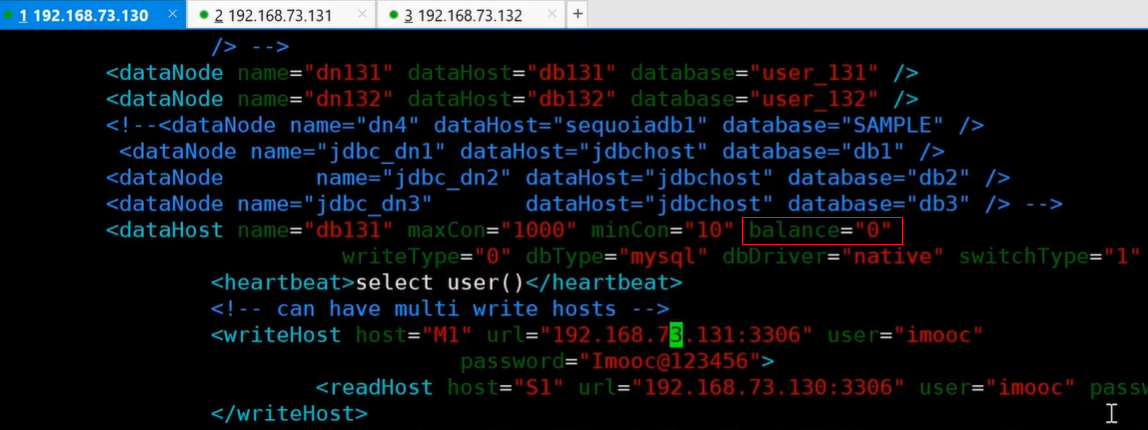 1 192.168.73.130 × 2 192.168.73.131 × 3 192.168.73.132 × +
/> -->
<dataNode name="dn131" dataHost="db131" database="user_131" />
<dataNode name="dn132" dataHost="db132" database="user_132" />
<!--<dataNode name="dn4" dataHost="sequoiadb1" database="SAMPLE" />
<dataNode name="jdbc_dn1" dataHost="jdbchost" database="db1" />
<dataNode name="jdbc_dn2" dataHost="jdbchost" database="db2" />
<dataNode name="jdbc_dn3" dataHost="jdbchost" database="db3" /> -->
<dataHost name="db131" maxCon="1000" minCon="10" balance="0"
writeType="0" dbType="mysql" dbDriver="native" switchType="1"
<heartbeat>select user()</heartbeat>
<!-- can have multi write hosts -->
<writeHost host="M1" url="192.168.73.131:3306" user="imooc"
password="Imooc@123456">
<readHost host="S1" url="192.168.73.130:3306" user="imooc" passw
</writeHost>